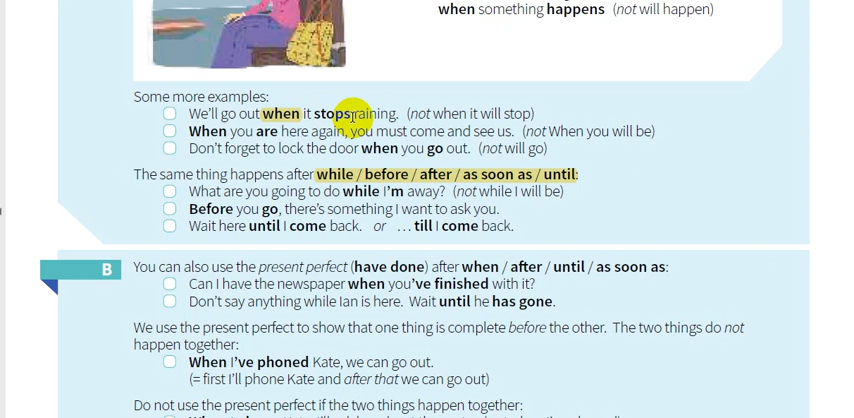 when something happens (not will happen)
Some more examples:
We'll go out when it stops raining. (not when it will stop)
When you are here again, you must come and see us. (not When you will be)
Don't forget to lock the door when you go out. (not will go)
The same thing happens after while / before / after / as soon as / until:
What are you going to do while I'm away? (not while I will be)
Before you go, there's something I want to ask you.
Wait here until I come back. or … till I come back.
B
You can also use the present perfect (have done) after when / after / until / as soon as:
Can I have the newspaper when you've finished with it?
Don't say anything while Ian is here. Wait until he has gone.
We use the present perfect to show that one thing is complete before the other. The two things do not
happen together:
When I've phoned Kate, we can go out.
(= first I'll phone Kate and after that we can go out)
Do not use the present perfect if the two things happen together: